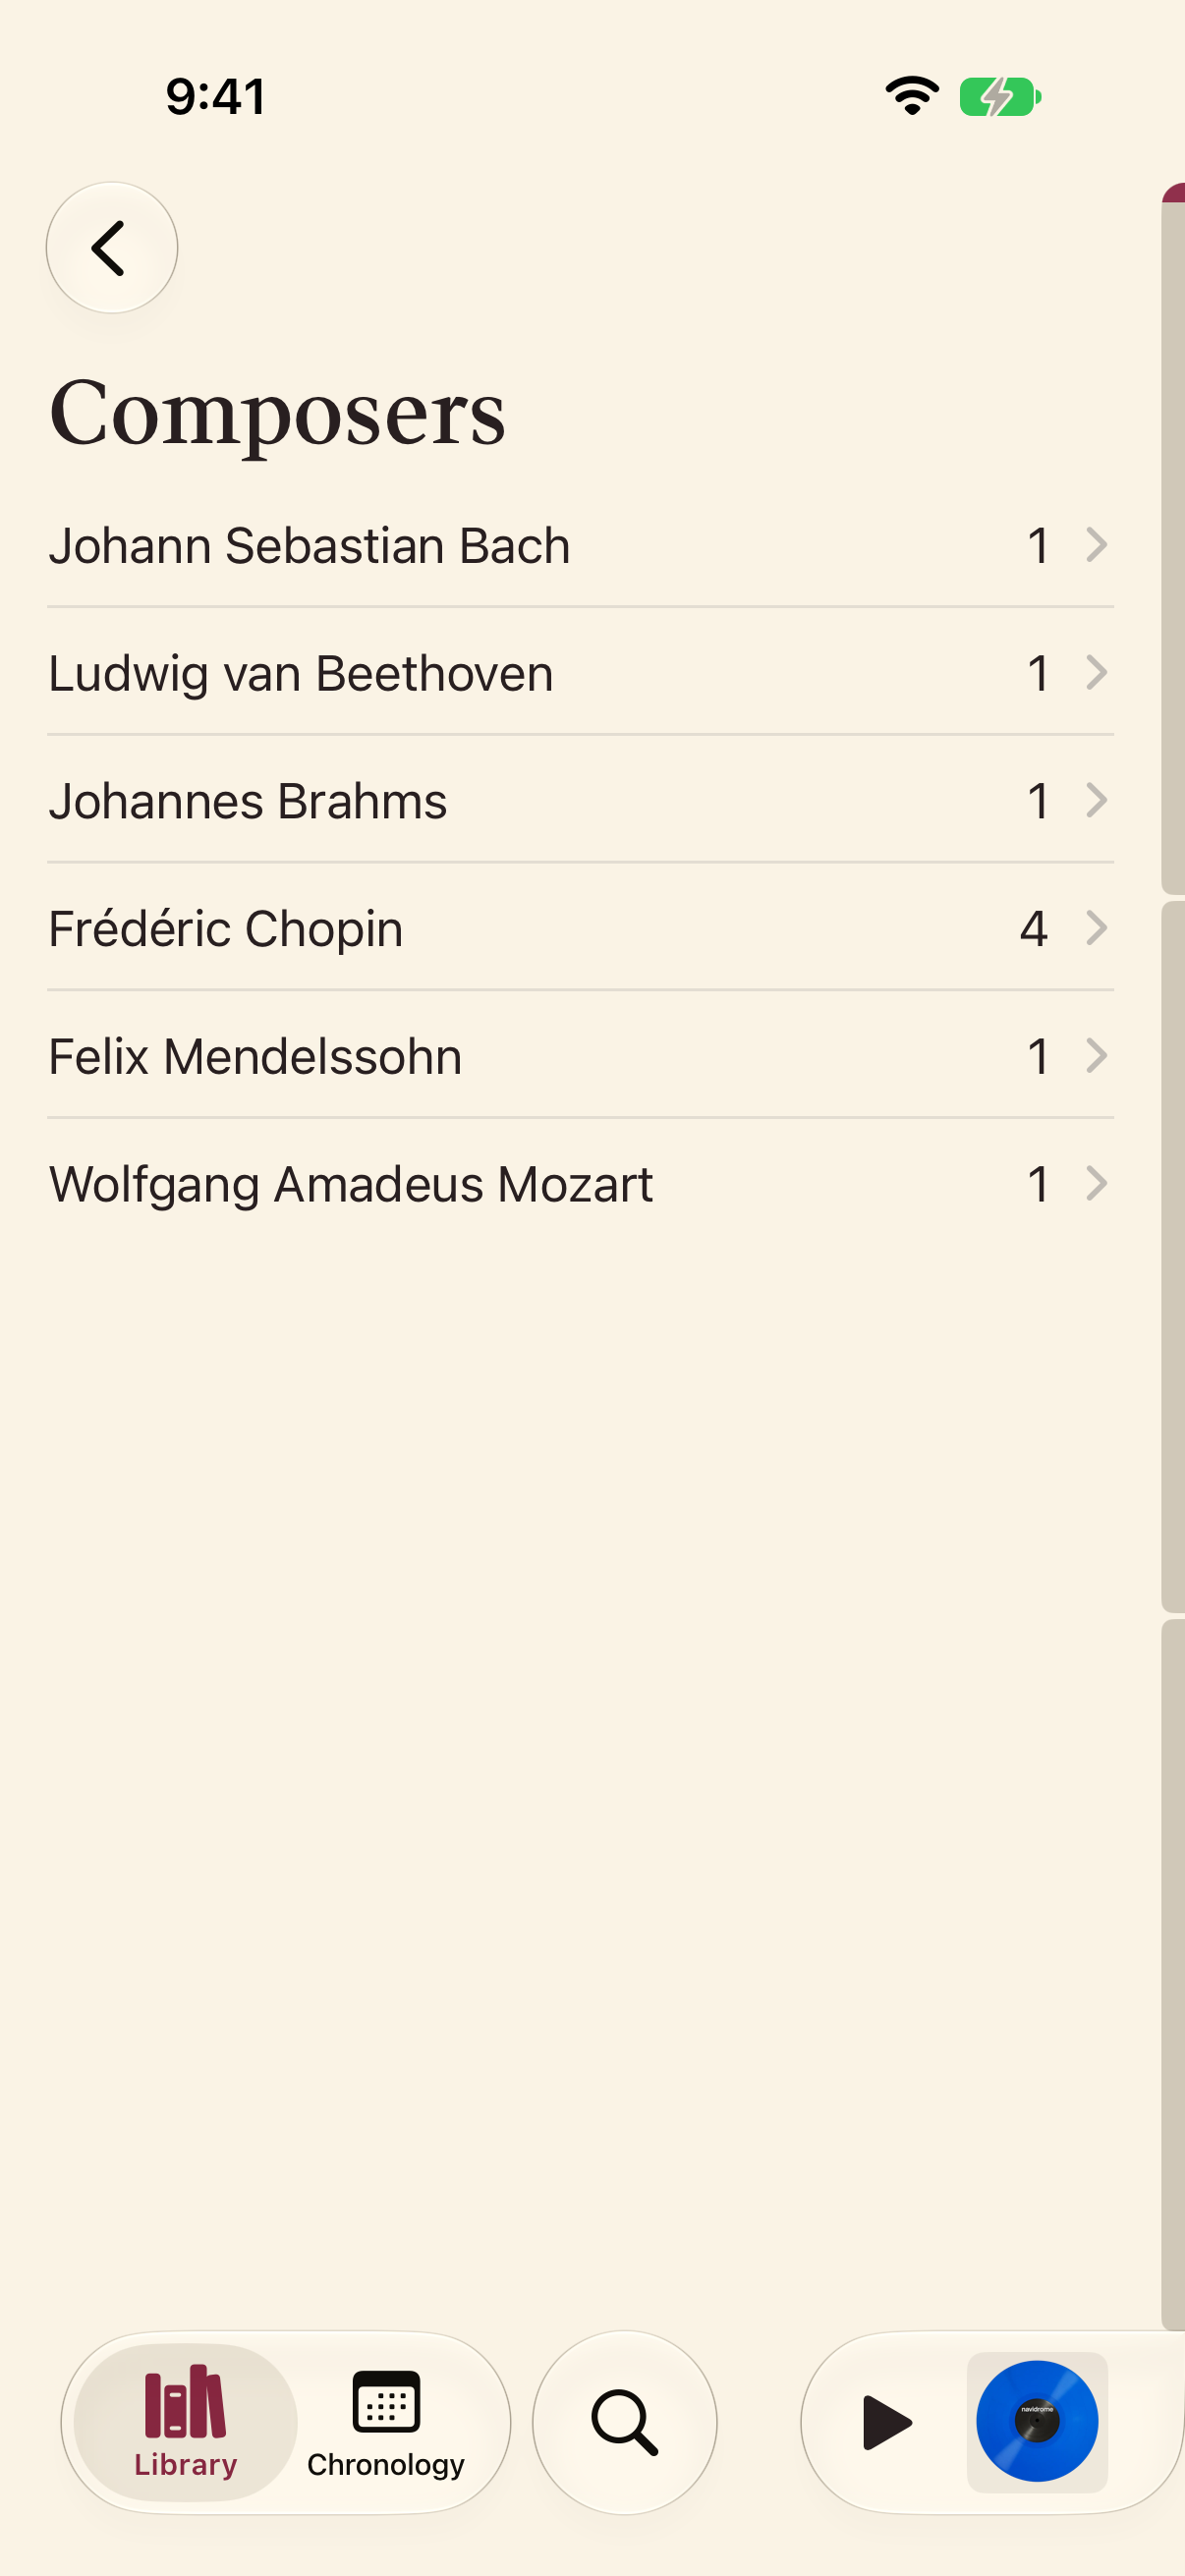 9:41
Composers
Johann Sebastian Bach 1
Ludwig van Beethoven 1
Johannes Brahms 1
Frédéric Chopin 4
Felix Mendelssohn 1
Wolfgang Amadeus Mozart 1
Library
Chronology
navidrome